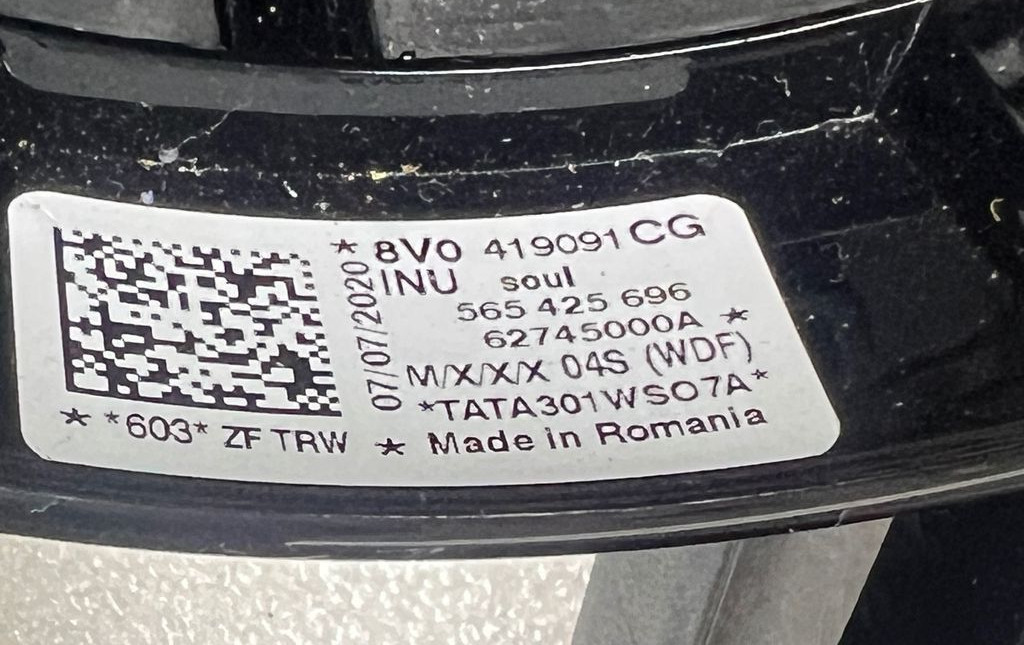 * 8V0 419091 CG
INU soul
565 425 696
62745000A *
M/X/X/X 04S (WDF)
*TATA301WSO7A*
* *603* ZF TRW * Made in Romania
07/07/2020